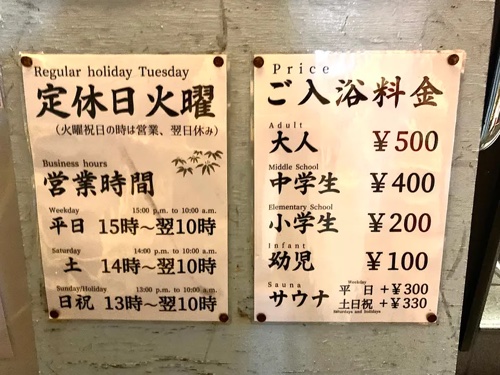 Regular holiday Tuesday
定休日火曜
(火曜祝日の時は営業、翌日休み)
Business hours
営業時間
Weekday 15:00 p.m. to 10:00 a.m.
平日 15時～翌10時
Saturday 14:00 p.m. to 10:00 a.m.
土 14時～翌10時
Sunday/Holiday 13:00 p.m. to 10:00 a.m.
日祝 13時～翌10時
Price
ご入浴料金
Adult
大人 ￥500
Middle School
中学生 ￥400
Elementary School
小学生 ￥200
Infant
幼児 ￥100
Sauna Weekday
サウナ 平日 +￥300
土日祝 +￥330
Saturdays and holidays